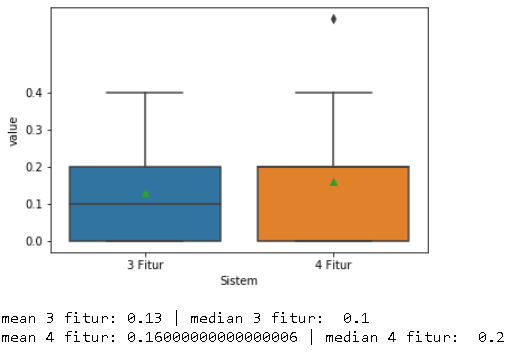 0.4
0.3
0.2
0.1
0.0
value
3 Fitur
4 Fitur
Sistem
mean 3 fitur: 0.13 | median 3 fitur:  0.1
mean 4 fitur: 0.16000000000000006 | median 4 fitur:  0.2